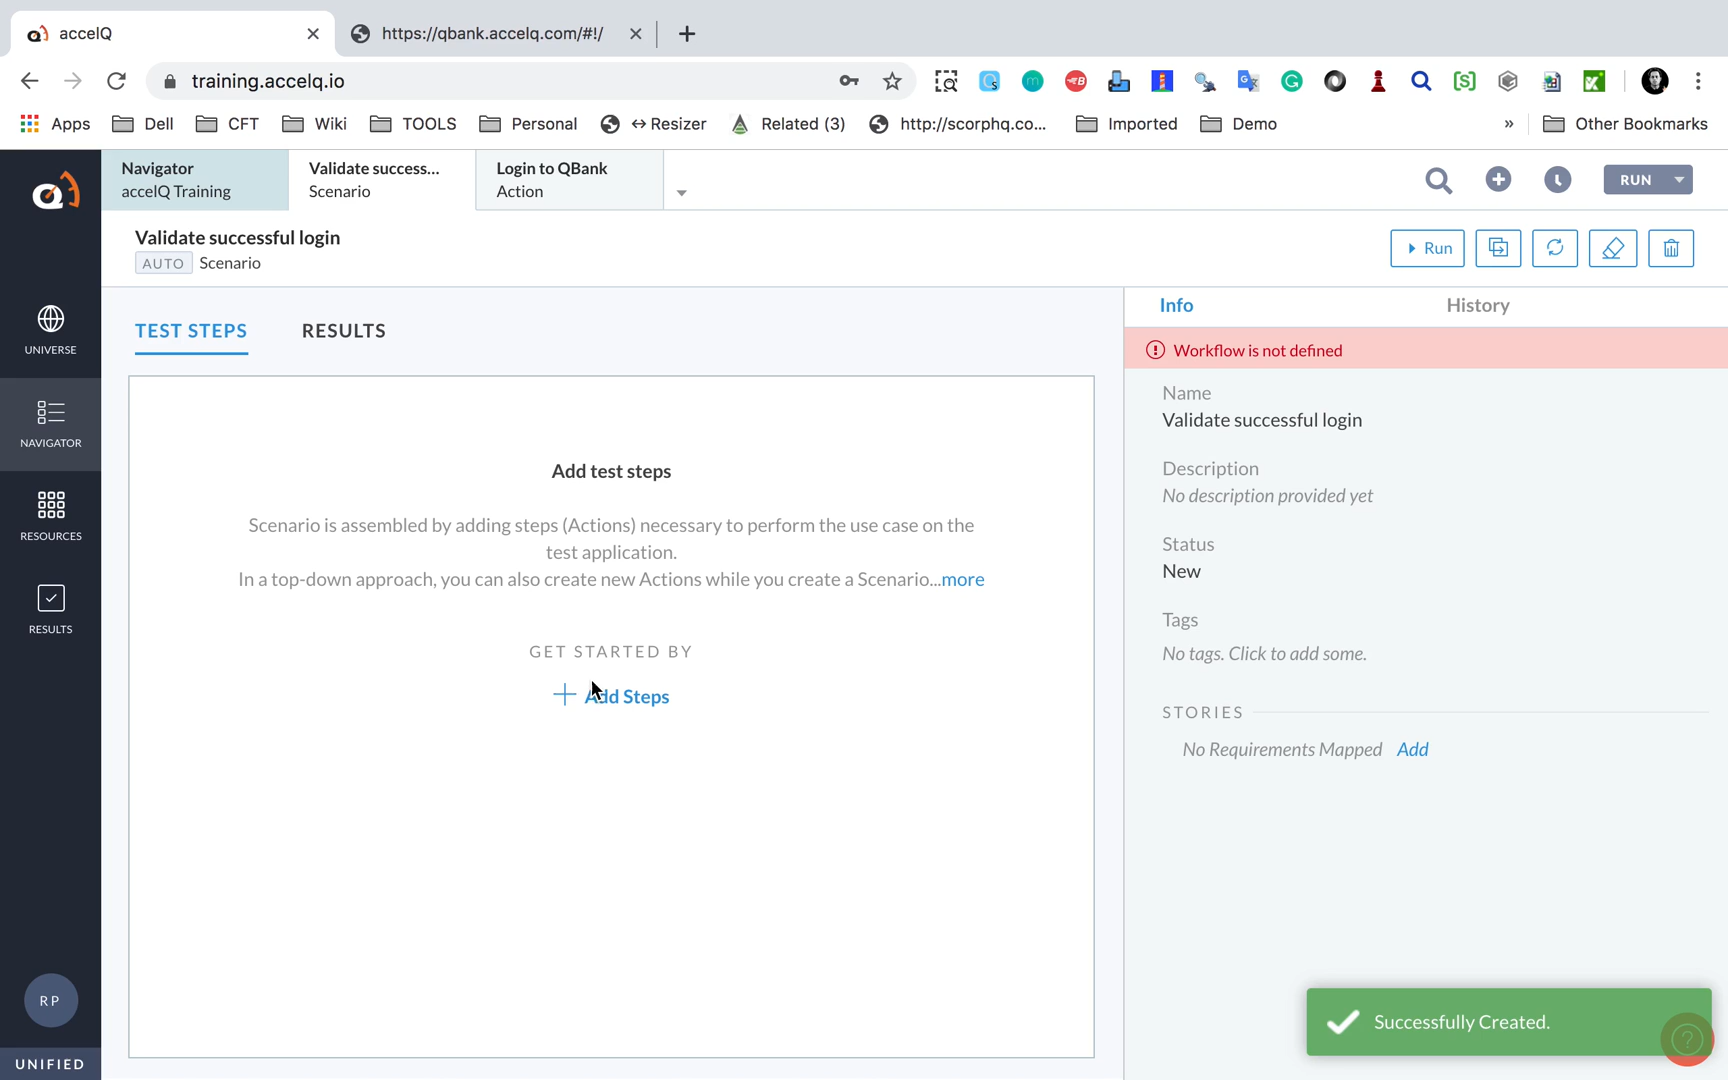 accelQ
https://qbank.accelq.com/#!/
training.accelq.io
Apps
Dell
CFT
Wiki
TOOLS
Personal
↔Resizer
Related (3)
http://scorphq.co...
Imported
Demo
»
Other Bookmarks
Navigator
accelQ Training
Validate success...
Scenario
Login to QBank
Action
RUN
Validate successful login
AUTO Scenario
Run
UNIVERSE
NAVIGATOR
RESOURCES
RESULTS
RP
UNIFIED
TEST STEPS
RESULTS
Add test steps
Scenario is assembled by adding steps (Actions) necessary to perform the use case on the
test application.
In a top-down approach, you can also create new Actions while you create a Scenario...more
GET STARTED BY
Add Steps
Info
History
Workflow is not defined
Name
Validate successful login
Description
No description provided yet
Status
New
Tags
No tags. Click to add some.
STORIES
No Requirements Mapped Add
Successfully Created.